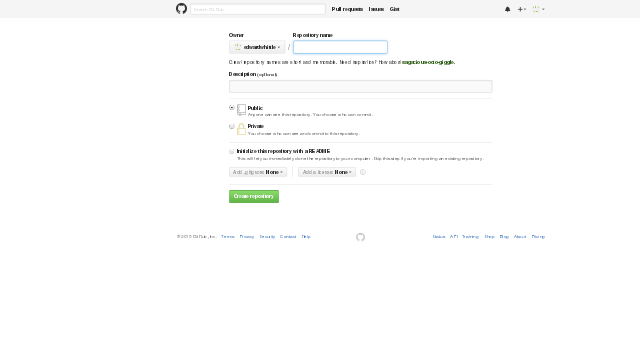 Search GitHub
Pull requests Issues Gist
Owner Repository name
edwardwhittle /
Great repository names are short and memorable. Need inspiration? How about
Description (optional)
Public
Anyone can see this repository. You choose who can commit.
Private
You choose who can see and commit to this repository.
Initialize this repository with a README
This will let you immediately clone the repository to your computer. Skip this step if you're importing an existing repository.
Add .gitignore: None Add a license: None
Create repository
© 2015 GitHub, Inc. Terms Privacy Security Contact Help
Status API Training Shop Blog About Pricing